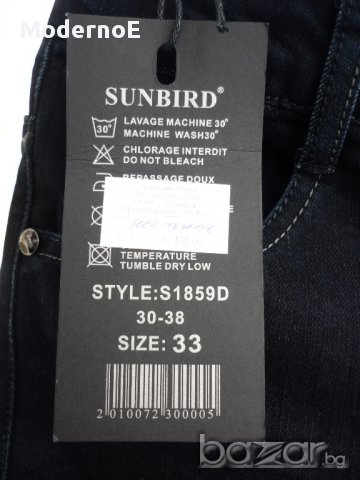 ModernoE
SUNBIRD®
30° LAVAGE MACHINE 30°
MACHINE WASH30°
CHLORAGE INTERDIT
DO NOT BLEACH
REPASSAGE DOUX
TEMPERATURE
TUMBLE DRY LOW
STYLE:S1859D
30-38
SIZE: 33
2 010072 300005
bazar.bg